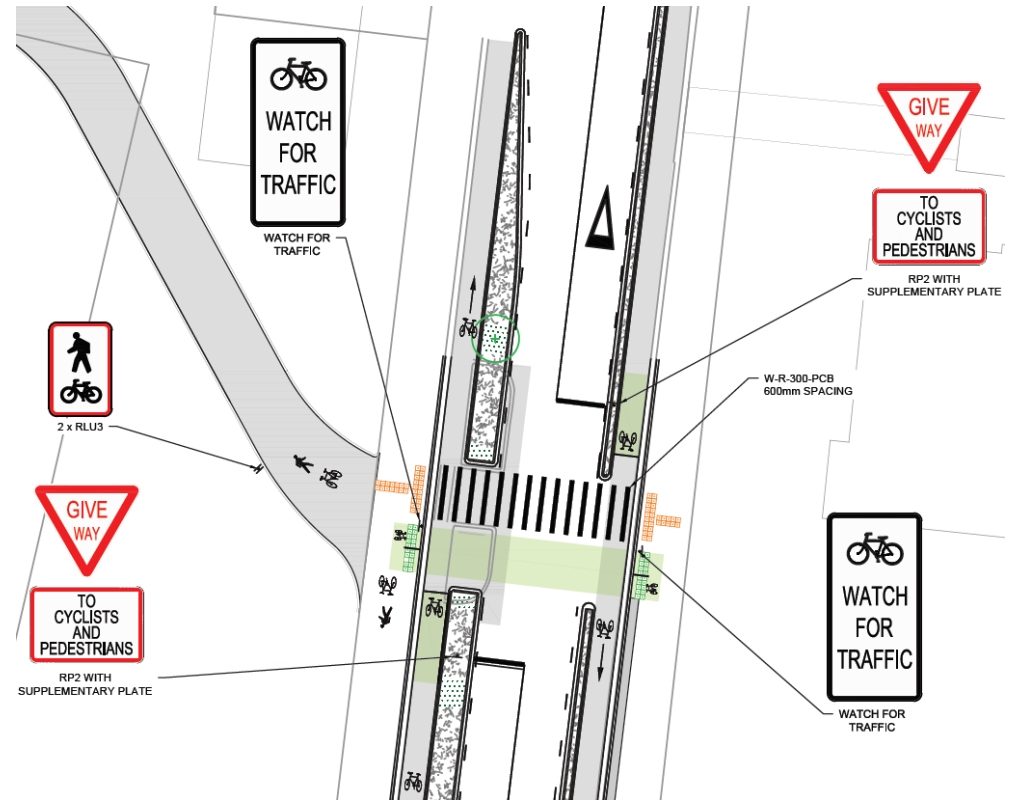 WATCH
FOR
TRAFFIC
WATCH FOR
TRAFFIC
GIVE
WAY
TO
CYCLISTS
AND
PEDESTRIANS
RP2 WITH
SUPPLEMENTARY PLATE
2 x RLU3
W-R-300-PCB
600mm SPACING
GIVE
WAY
TO
CYCLISTS
AND
PEDESTRIANS
RP2 WITH
SUPPLEMENTARY PLATE
WATCH
FOR
TRAFFIC
WATCH FOR
TRAFFIC